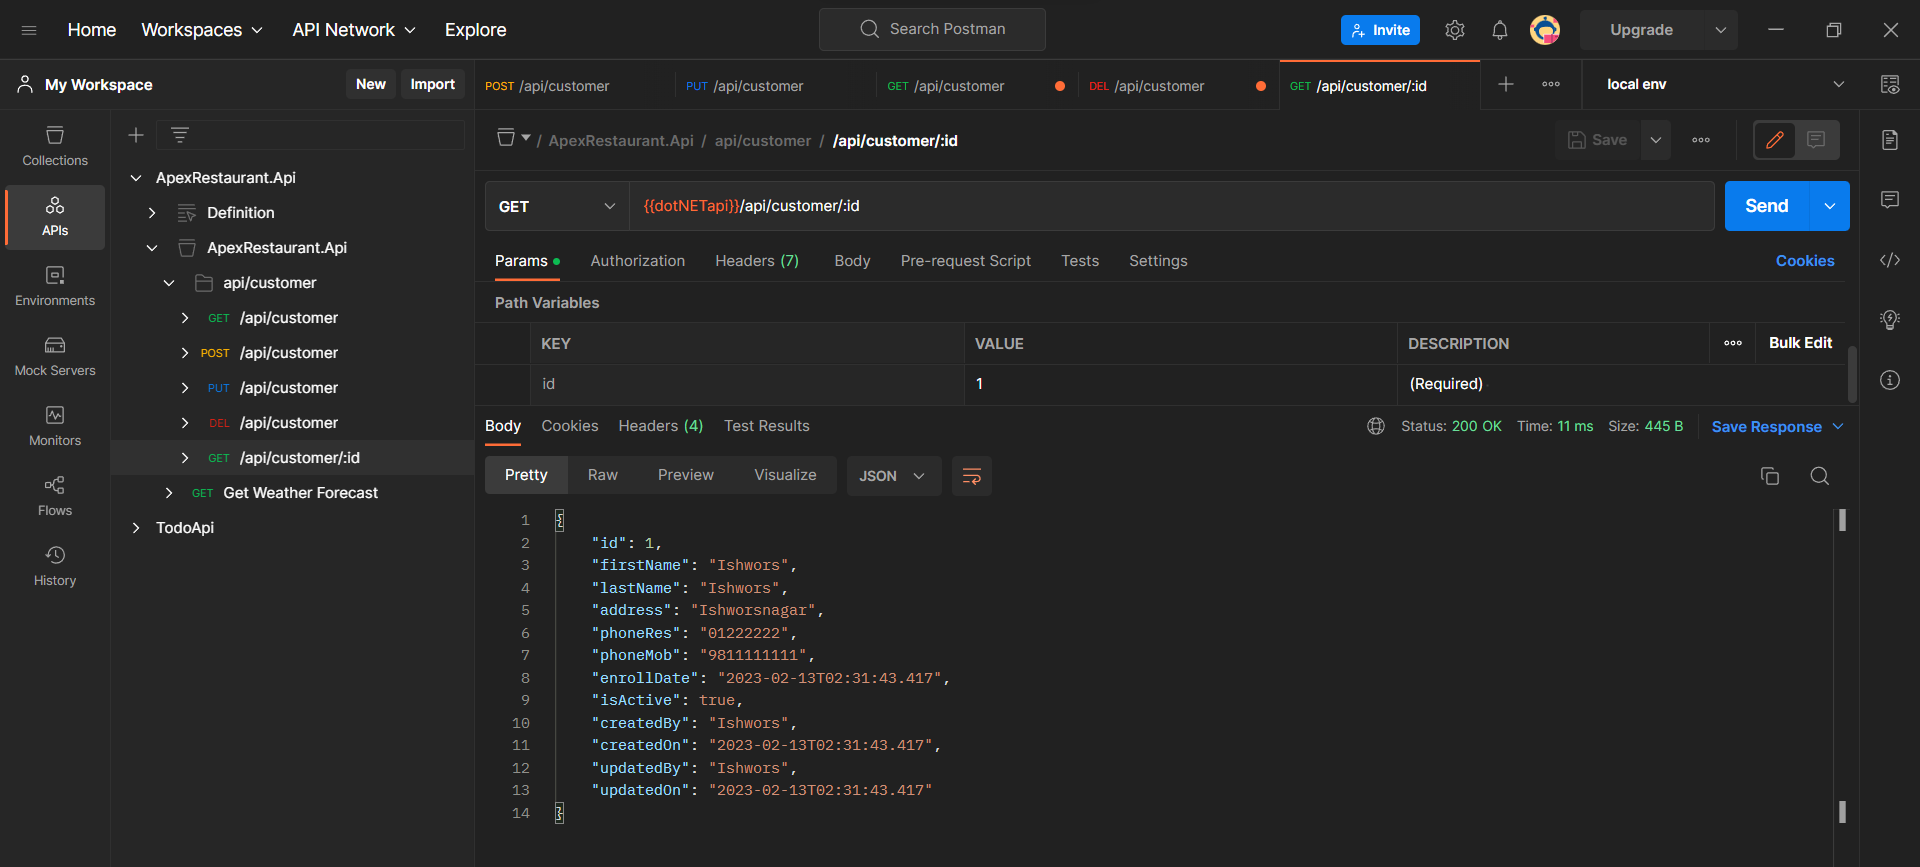 Home Workspaces API Network Explore Search Postman Invite Upgrade
My Workspace New Import POST /api/customer PUT /api/customer GET /api/customer DEL /api/customer GET /api/customer/:id local env
Collections
APIs
Environments
Mock Servers
Monitors
Flows
History
ApexRestaurant.Api
Definition
ApexRestaurant.Api
api/customer
GET /api/customer
POST /api/customer
PUT /api/customer
DEL /api/customer
GET /api/customer/:id
GET Get Weather Forecast
TodoApi
/ ApexRestaurant.Api / api/customer / /api/customer/:id Save
GET {{dotNETapi}}/api/customer/:id Send
Params Authorization Headers (7) Body Pre-request Script Tests Settings Cookies
Path Variables
KEY VALUE DESCRIPTION Bulk Edit
id 1 (Required)
Body Cookies Headers (4) Test Results Status: 200 OK Time: 11 ms Size: 445 B Save Response
Pretty Raw Preview Visualize JSON
1 {
2 "id": 1,
3 "firstName": "Ishwors",
4 "lastName": "Ishwors",
5 "address": "Ishworsnagar",
6 "phoneRes": "01222222",
7 "phoneMob": "9811111111",
8 "enrollDate": "2023-02-13T02:31:43.417",
9 "isActive": true,
10 "createdBy": "Ishwors",
11 "createdOn": "2023-02-13T02:31:43.417",
12 "updatedBy": "Ishwors",
13 "updatedOn": "2023-02-13T02:31:43.417"
14 }